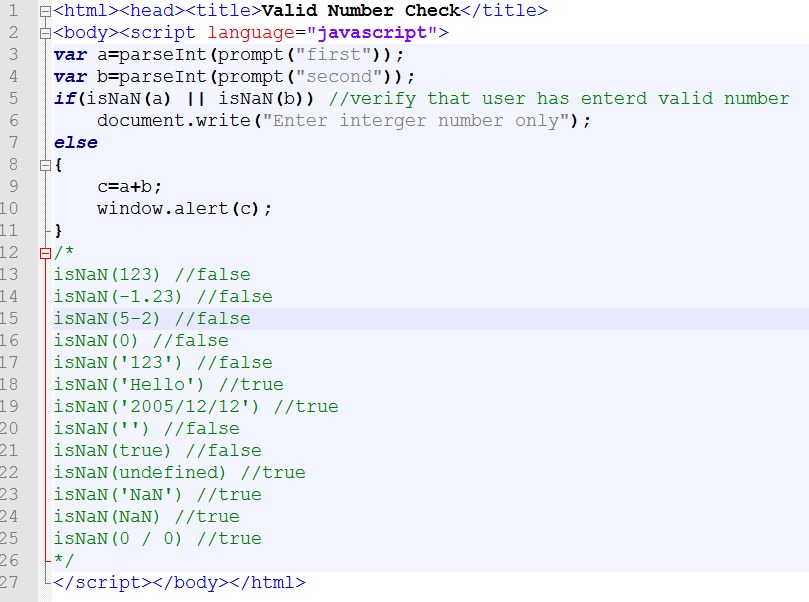 1 <html><head><title>Valid Number Check</title>
2 <body><script language="javascript">
3 var a=parseInt(prompt("first"));
4 var b=parseInt(prompt("second"));
5 if(isNaN(a) || isNaN(b)) //verify that user has enterd valid number
6     document.write("Enter interger number only");
7 else
8 {
9     c=a+b;
10     window.alert(c);
11 }
12 /*
13 isNaN(123) //false
14 isNaN(-1.23) //false
15 isNaN(5-2) //false
16 isNaN(0) //false
17 isNaN('123') //false
18 isNaN('Hello') //true
19 isNaN('2005/12/12') //true
20 isNaN('') //false
21 isNaN(true) //false
22 isNaN(undefined) //true
23 isNaN('NaN') //true
24 isNaN(NaN) //true
25 isNaN(0 / 0) //true
26 */
27 </script></body></html>